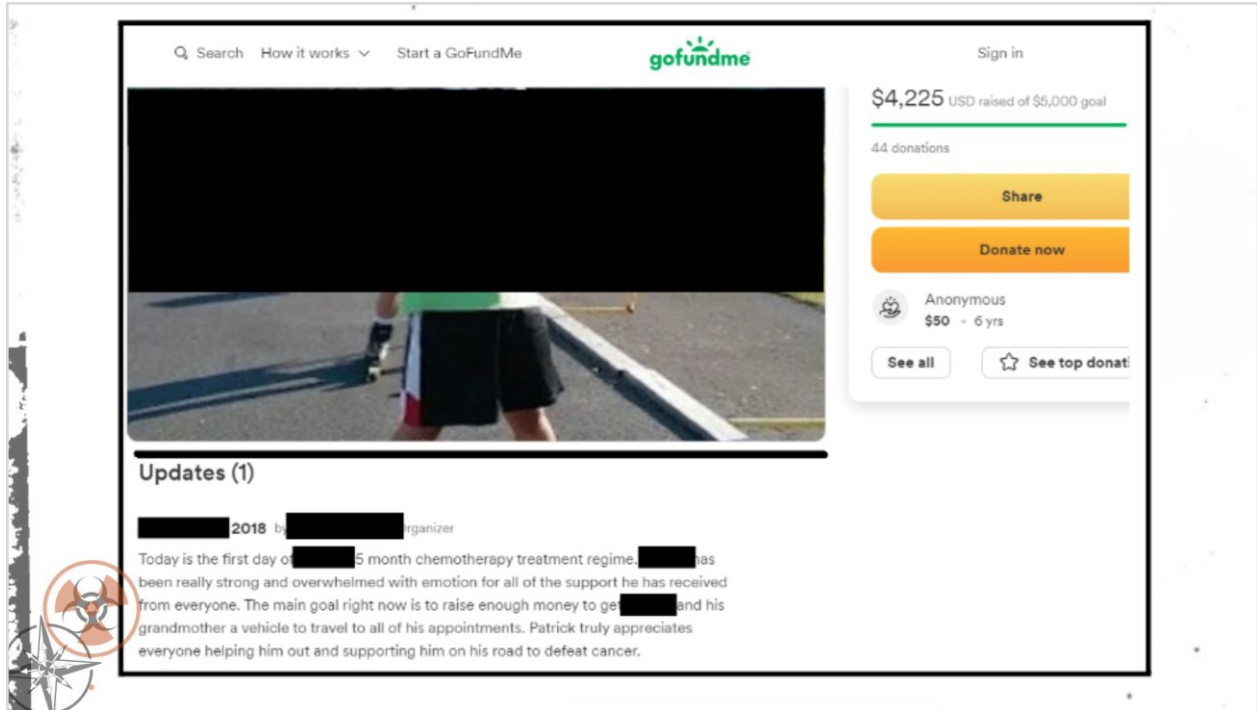 Search How it works Start a GoFundMe gofundme Sign in
$4,225 USD raised of $5,000 goal
44 donations
Share
Donate now
Anonymous
$50 • 6 yrs
See all See top donati
Updates (1)
2018 by rganizer
Today is the first day of 5 month chemotherapy treatment regime. has
been really strong and overwhelmed with emotion for all of the support he has received
from everyone. The main goal right now is to raise enough money to get and his
grandmother a vehicle to travel to all of his appointments. Patrick truly appreciates
everyone helping him out and supporting him on his road to defeat cancer.